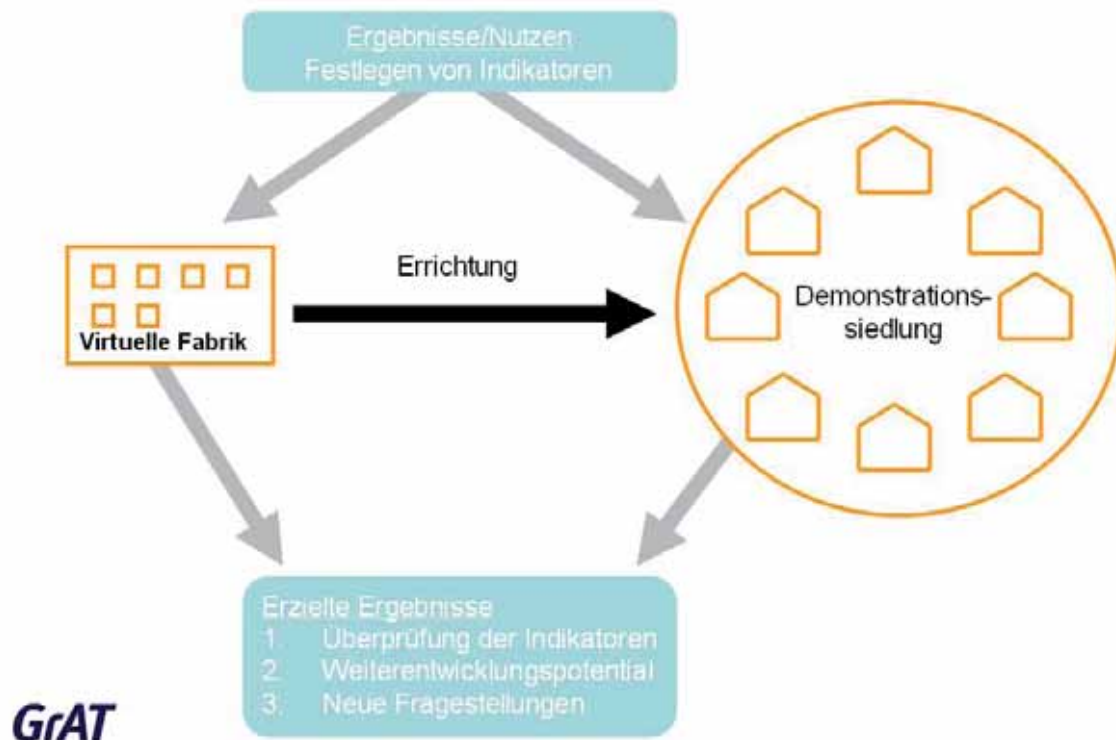 Ergebnisse/Nutzen
Festlegen von Indikatoren
Errichtung
Virtuelle Fabrik
Demonstrations-
siedlung
Erzielte Ergebnisse
1. Überprüfung der Indikatoren
2. Weiterentwicklungspotential
3. Neue Fragestellungen
GrAT